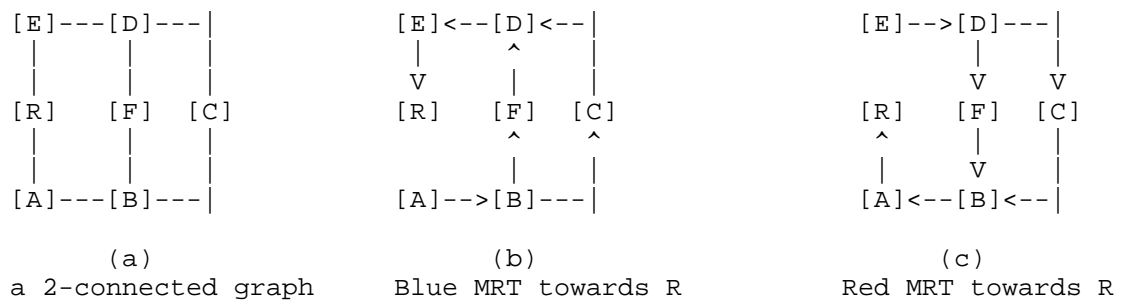 [E]---[D]---| [E]<--[D]<--| [E]-->[D]---|
| | | | ^ | | |
| | | V | | V V
[R] [F] [C] [R] [F] [C] [R] [F] [C]
| | | ^ ^ ^ | |
| | | | | | V |
[A]---[B]---| [A]-->[B]---| [A]<--[B]<--|
(a) (b) (c)
a 2-connected graph Blue MRT towards R Red MRT towards R